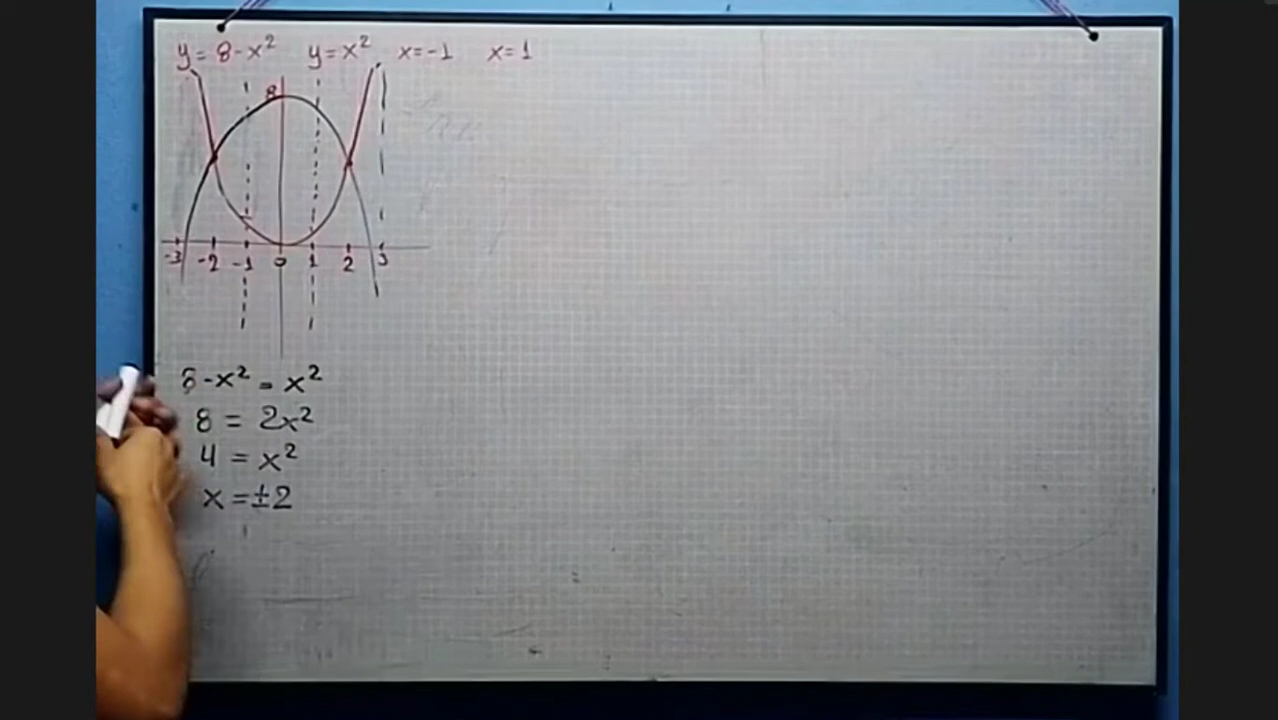 y = 8 - x² y = x² x = -1 x = 1
8
-3 -2 -1 0 1 2 3
8 - x² = x²
8 = 2x²
4 = x²
x = ±2